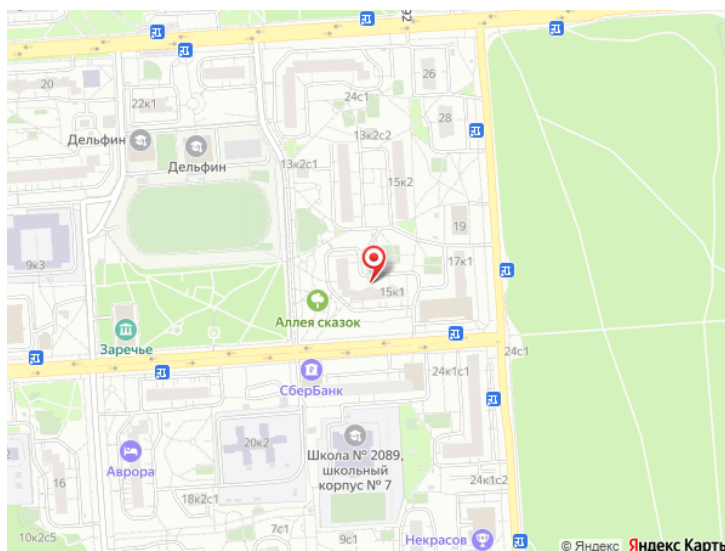 92
20
22к1
26
24с1
28
13к2с2
Дельфин
Дельфин
13к2с1
15к2
19
9к3
17к1
15к1
Аллея сказок
Заречье
24с1
24к1с1
СберБанк
20к2
Школа № 2089,
школьный
корпус № 7
Аврора
16
18к2с1
24к1с2
10к2с5
7с1
9с1
Некрасов
© Яндекс Яндекс Карты